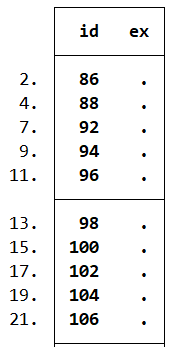 id ex
2. 86 .
4. 88 .
7. 92 .
9. 94 .
11. 96 .
13. 98 .
15. 100 .
17. 102 .
19. 104 .
21. 106 .